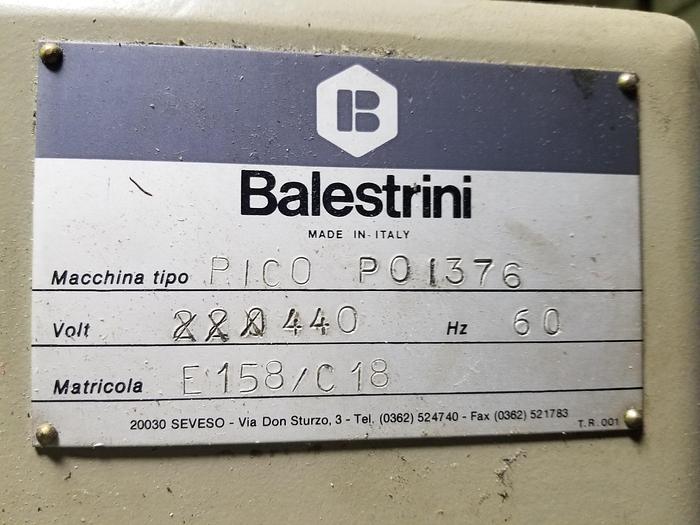 B
Balestrini
MADE IN-ITALY
Macchina tipo PICO PO1376
Volt 220 440 Hz 60
Matricola E158/C18
20030 SEVESO - Via Don Sturzo, 3 - Tel. (0362) 524740 - Fax (0362) 521783
T.R.001